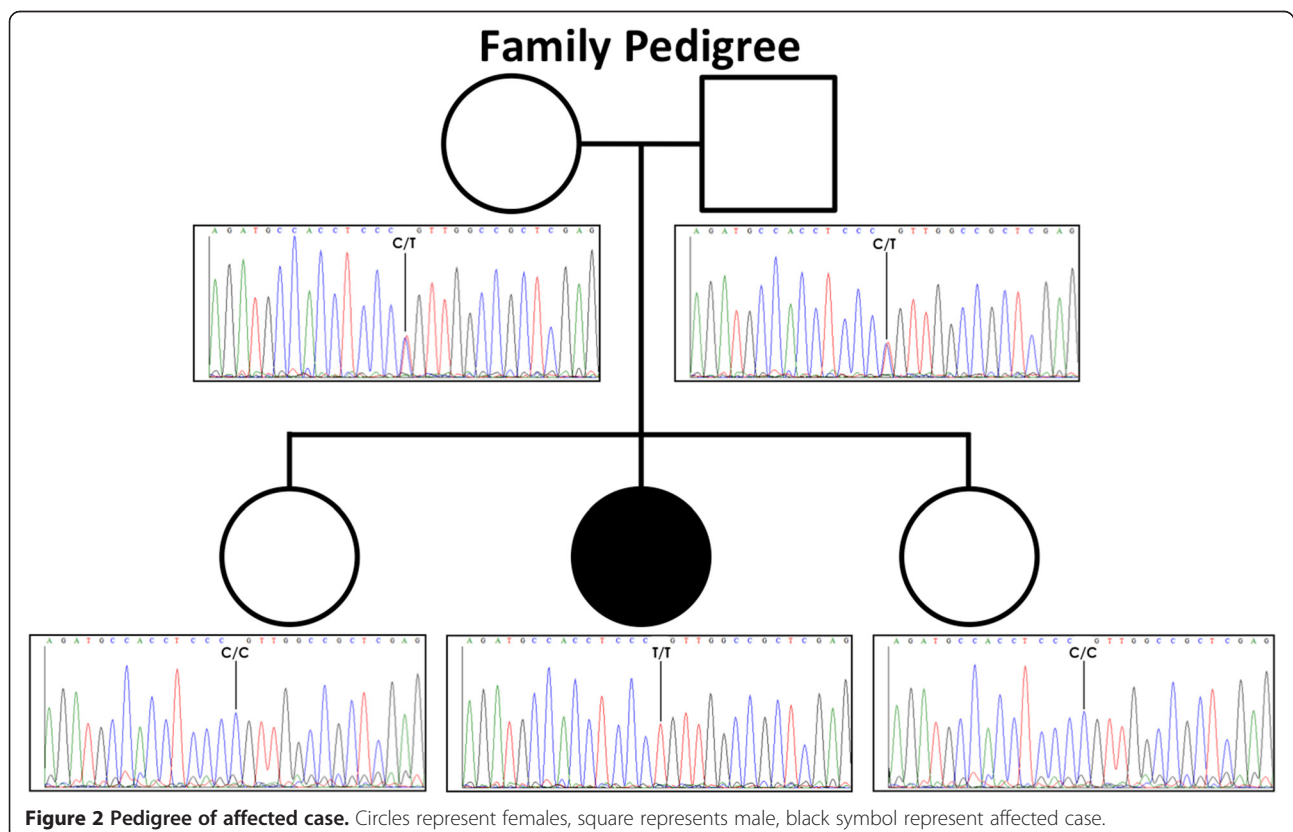 Family Pedigree
A G A T G C C A C C T C C C G T T G G C C G C T C G A G
C/T
A G A T G C C A C C T C C C G T T G G C C G C T C G A G
C/T
A G A T G C C A C C T C C C G T T G G C C G C T C G A G
C/C
A G A T G C C A C C T C C C G T T G G C C G C T C G A G
T/T
A G A T G C C A C C T C C C G T T G G C C G C T C G A G
C/C
Figure 2 Pedigree of affected case. Circles represent females, square represents male, black symbol represent affected case.